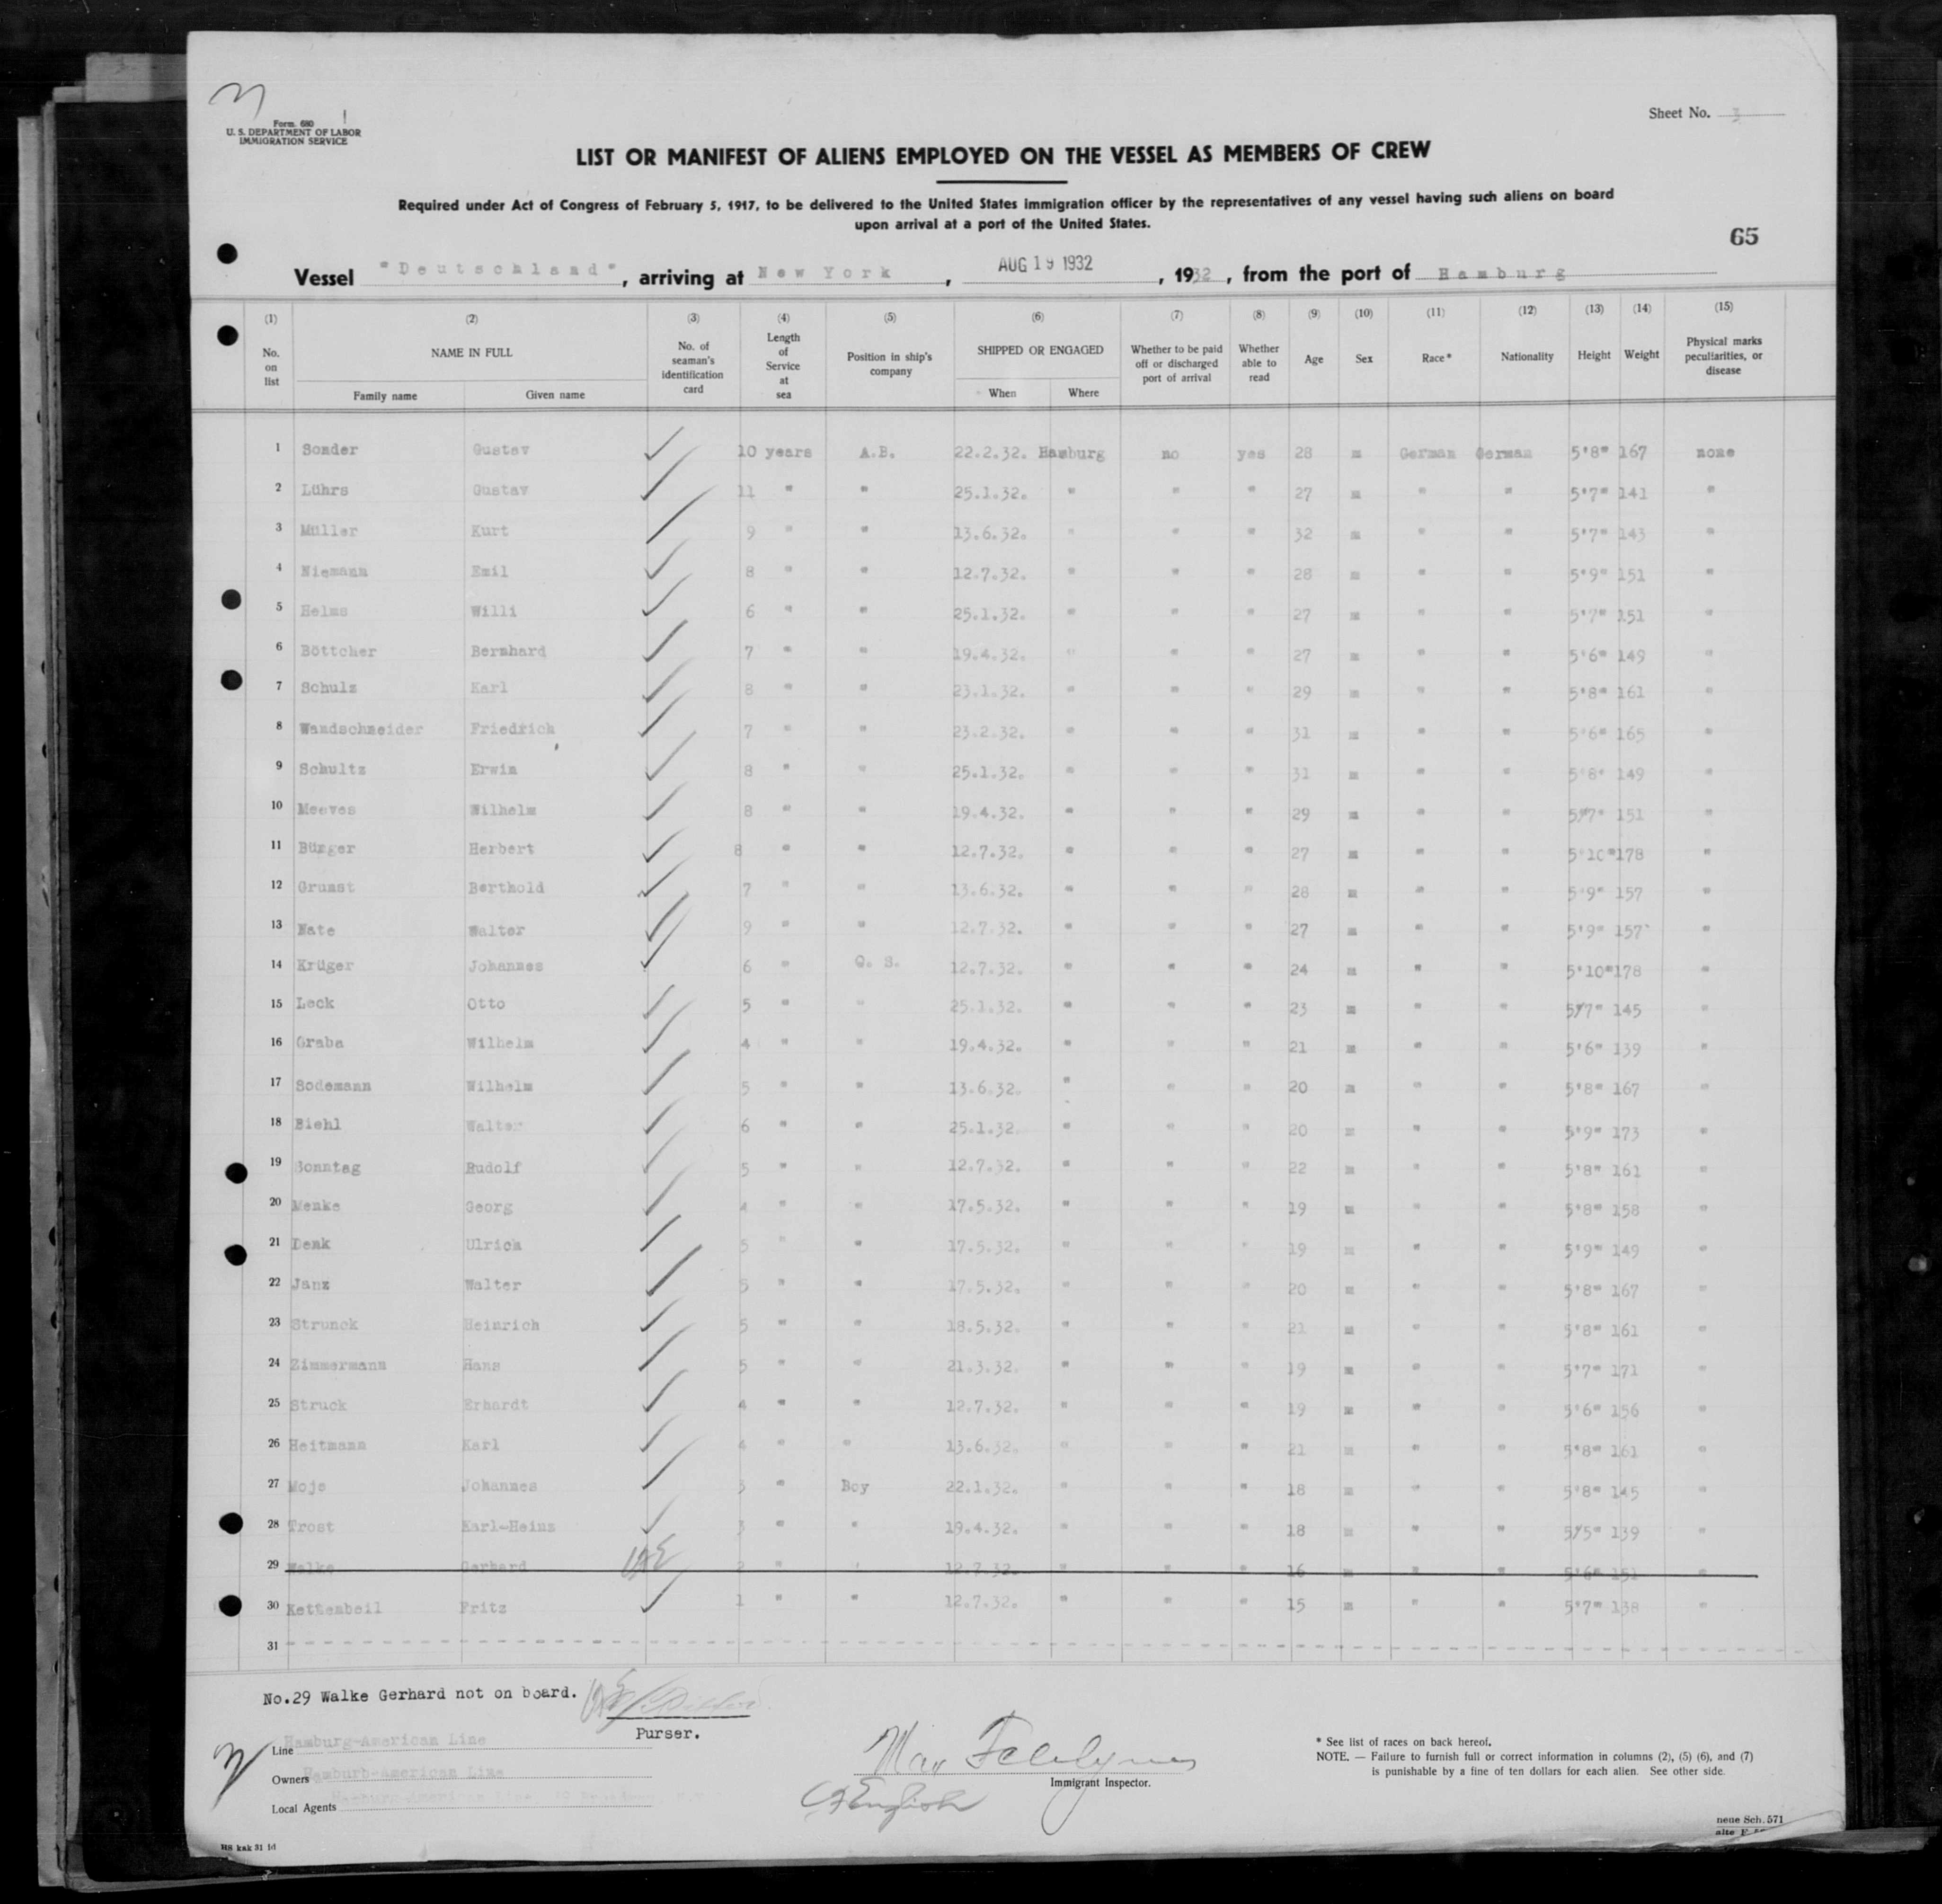 Form 680
U. S. DEPARTMENT OF LABOR
IMMIGRATION SERVICE
Sheet No. 3
LIST OR MANIFEST OF ALIENS EMPLOYED ON THE VESSEL AS MEMBERS OF CREW
Required under Act of Congress of February 5, 1917, to be delivered to the United States immigration officer by the representatives of any vessel having such aliens on board
upon arrival at a port of the United States.
65
Vessel "Deutschland", arriving at New York, AUG 19 1932, 1932, from the port of Hamburg
(1) (2) (3) (4) (5) (6) (7) (8) (9) (10) (11) (12) (13) (14) (15)
No. on list NAME IN FULL Family name Given name No. of seaman's identification card Length of Service at sea Position in ship's company SHIPPED OR ENGAGED When Where Whether to be paid off or discharged port of arrival Whether able to read Age Sex Race* Nationality Height Weight Physical marks peculiarities, or disease
1 Sonder Gustav 10 years A.B. 22.2.32. Hamburg no yes 28 m German German 5'8" 167 none
2 Lührs Gustav 11 " " 25.1.32. " " " 27 m " " 5'7" 141 "
3 Müller Kurt 9 " " 13.6.32. " " " 32 m " " 5'7" 143 "
4 Niemann Emil 8 " " 12.7.32. " " " 28 m " " 5'9" 151 "
5 Helms Willi 6 " " 25.1.32. " " " 27 m " " 5'7" 151 "
6 Böttcher Bernhard 7 " " 19.4.32. " " " 27 m " " 5'6" 149 "
7 Schulz Karl 8 " " 23.1.32. " " " 29 m " " 5'8" 161 "
8 Wandschneider Friedrich 7 " " 23.2.32. " " " 31 m " " 5'6" 165 "
9 Schultz Erwin 8 " " 25.1.32. " " " 31 m " " 5'8" 149 "
10 Meeves Wilhelm 8 " " 19.4.32. " " " 29 m " " 5'7" 151 "
11 Bürger Herbert 8 " " 12.7.32. " " " 27 m " " 5'10" 178 "
12 Grunst Berthold 7 " " 13.6.32. " " " 28 m " " 5'9" 157 "
13 Nate Walter 9 " " 12.7.32. " " " 27 m " " 5'9" 157 "
14 Krüger Johannes 6 " O. S. 12.7.32. " " " 24 m " " 5'10" 178 "
15 Lock Otto 5 " " 25.1.32. " " " 23 m " " 5'7" 145 "
16 Graba Wilhelm 4 " " 19.4.32. " " " 21 m " " 5'6" 139 "
17 Sodemann Wilhelm 5 " " 13.6.32. " " " 20 m " " 5'8" 167 "
18 Biehl Walter 6 " " 25.1.32. " " " 20 m " " 5'9" 173 "
19 Sonntag Rudolf 5 " " 12.7.32. " " " 22 m " " 5'8" 161 "
20 Menke Georg 4 " " 17.5.32. " " " 19 m " " 5'8" 158 "
21 Denk Ulrich 5 " " 17.5.32. " " " 19 m " " 5'9" 149 "
22 Janz Walter 5 " " 17.5.32. " " " 20 m " " 5'8" 167 "
23 Strunck Heinrich 5 " " 18.5.32. " " " 21 m " " 5'8" 161 "
24 Zimmermann Hans 5 " " 21.3.32. " " " 19 m " " 5'7" 171 "
25 Struck Erhardt 4 " " 12.7.32. " " " 19 m " " 5'6" 156 "
26 Heitmann Karl 4 " " 13.6.32. " " " 21 m " " 5'8" 161 "
27 Moje Johannes 3 " Boy 22.1.32. " " " 18 m " " 5'8" 145 "
28 Trost Karl-Heinz 3 " " 19.4.32. " " " 18 m " " 5'5" 139 "
29 Walke Gerhard 2 " " 12.7.32. " " " 16 m " " 5'6" 151 "
30 Kettenbeil Fritz 1 " " 12.7.32. " " " 15 m " " 5'7" 138 "
31
No.29 Walke Gerhard not on board.
Purser.
Line Hamburg-American Line
Owners Hamburb-American Line
Local Agents Hamburg-American Line,
Max
Immigrant Inspector.
English
* See list of races on back hereof.
NOTE. — Failure to furnish full or correct information in columns (2), (5) (6), and (7)
is punishable by a fine of ten dollars for each alien. See other side.
nene Sch. 571
alte F
HS kak 31 id